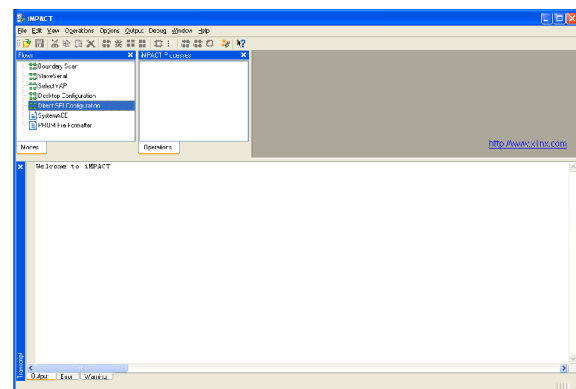 iMPACT
File Edit View Operations Options Output Debug Window Help
Flows
iMPACT Processes
Boundary Scan
SlaveSerial
SelectMAP
Desktop Configuration
Direct SPI Configuration
SystemACE
PROM File Formatter
Modes
Operations
http://www.xilinx.com
Welcome to iMPACT
Transcript
Output Error Warning